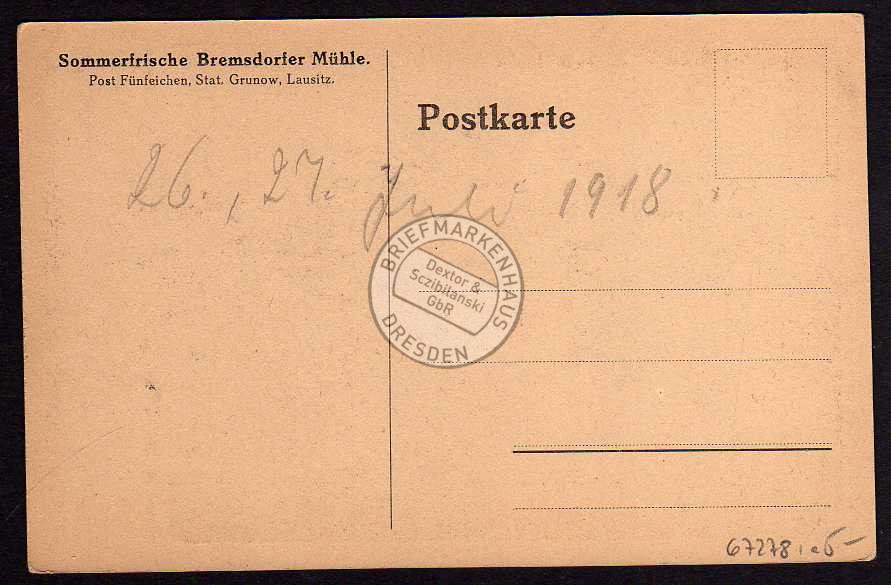 Sommerfrische Bremsdorfer Mühle.
Post Fünfeichen, Stat. Grunow, Lausitz.
Postkarte
26., 27. Juli 1918
BRIEFMARKENHAUS
Dextor &
Sczibilanski
GbR
DRESDEN
67278